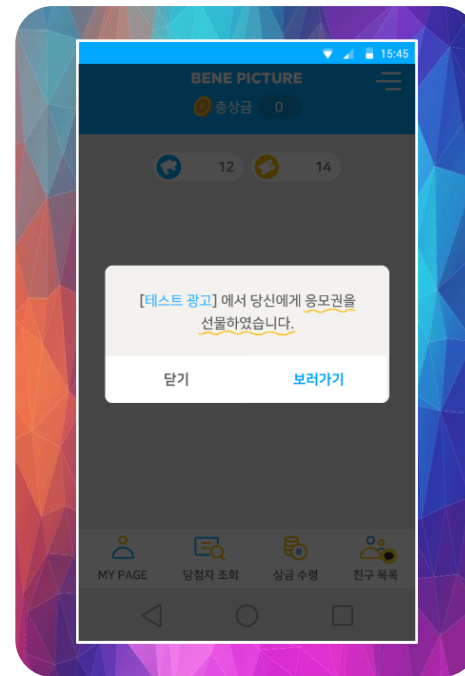 15:45
BENE PICTURE
총상금 0
12 14
[테스트 광고] 에서 당신에게 응모권을
선물하였습니다.
닫기 보러가기
MY PAGE 당첨자 조회 상금 수령 친구 목록